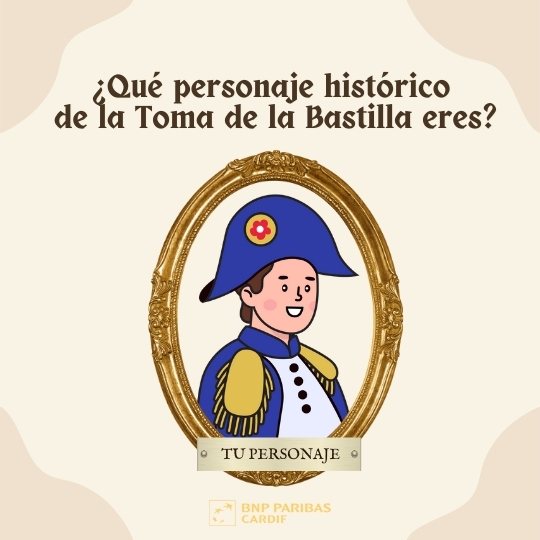 ¿Qué personaje histórico
de la Toma de la Bastilla eres?
TU PERSONAJE
BNP PARIBAS
CARDIF